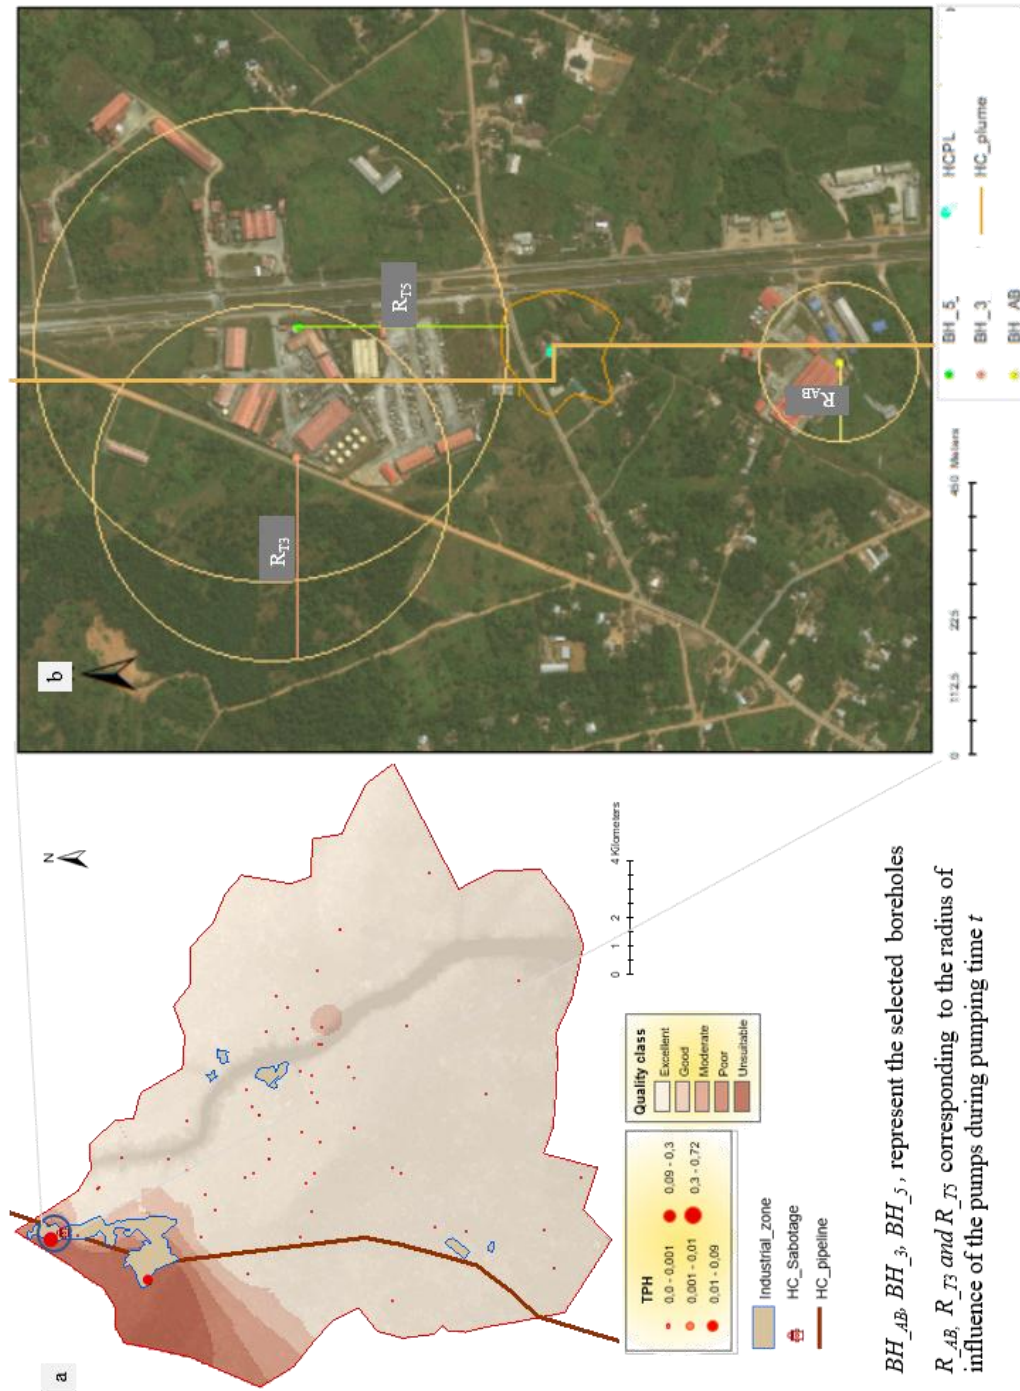 a
N
0 1 2 4 Kilometers
TPH
0,0 - 0,001
0,001 - 0,01
0,01 - 0,09
0,09 - 0,3
0,3 - 0,72
Quality class
Excellent
Good
Moderate
Poor
Unsuitable
Industrial_zone
HC_Sabotage
HC_pipeline
b
R_T3
R_T5
R_AB
0 112.5 225 450 Meters
BH_5_
BH_3_
BH_AB
HCPL
HC_plume
BH_AB, BH_3, BH_5, represent the selected boreholes
R_AB, R_T3 and R_T5 corresponding to the radius of
influence of the pumps during pumping time t